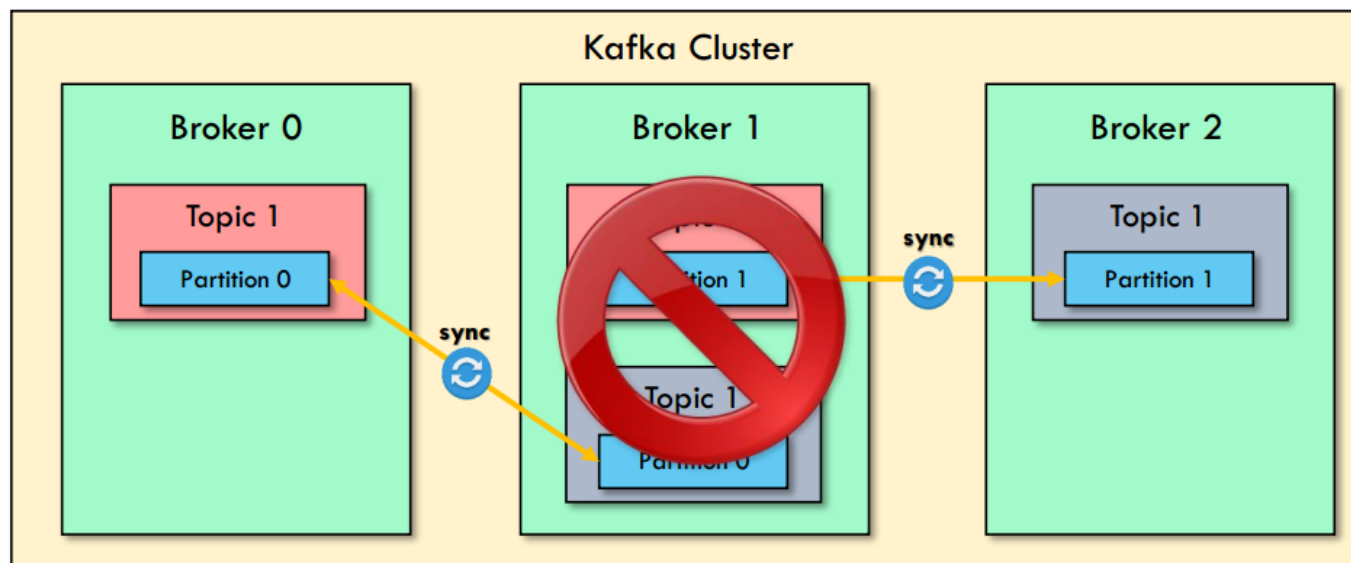 Kafka Cluster
Broker 0
Broker 1
Broker 2
Topic 1
Partition 0
sync
1
Topic 1
Partition 0
sync
Topic 1
Partition 1